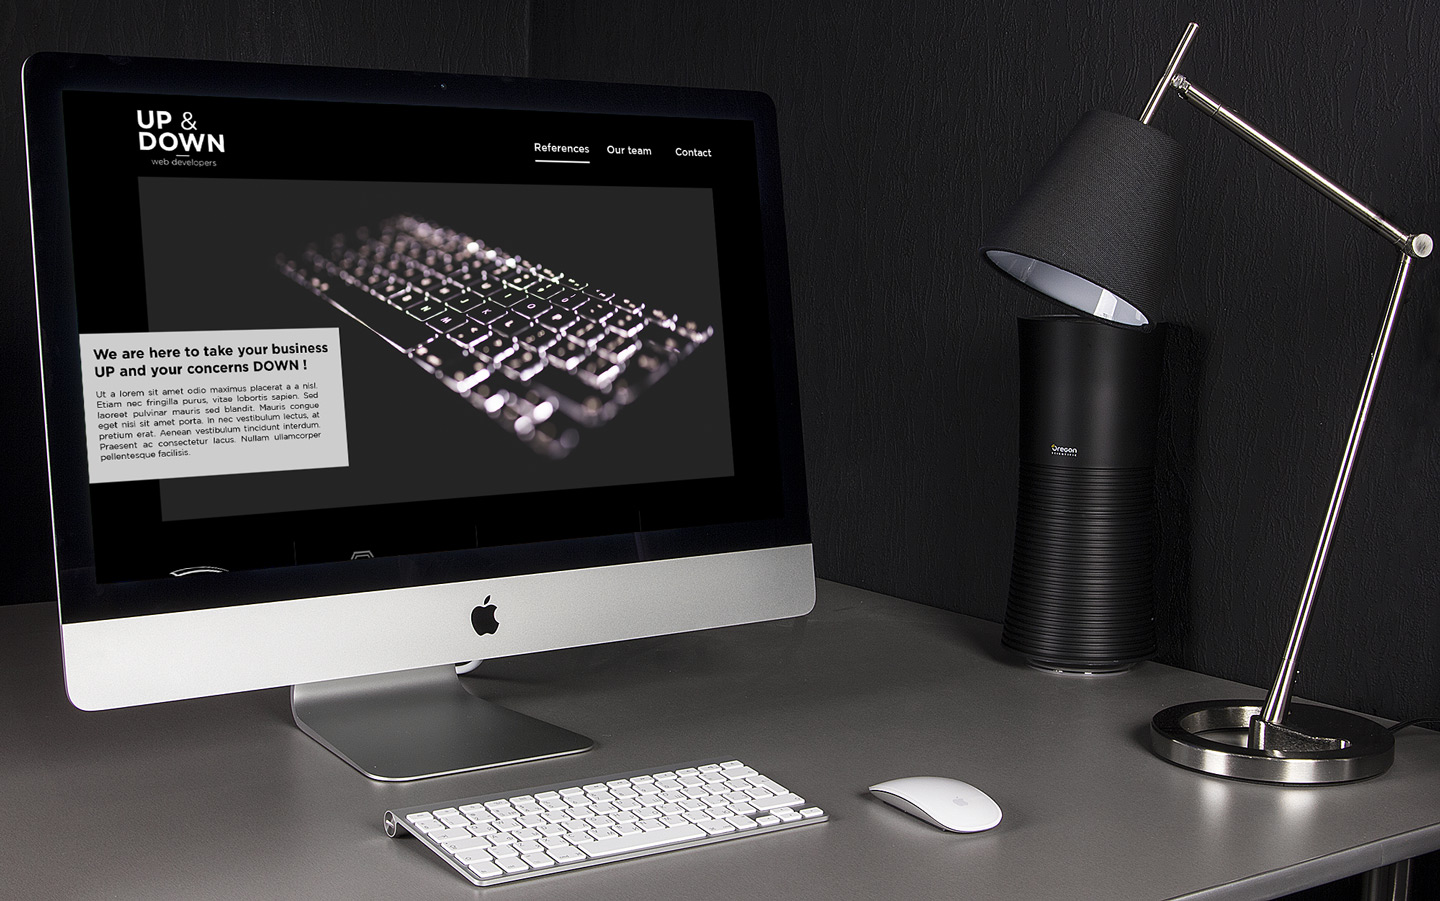 UP &
DOWN
web developers
References
Our team
Contact
We are here to take your business
UP and your concerns DOWN !
Ut a lorem sit amet odio maximus placerat a a nisl.
Etiam nec fringilla purus, vitae lobortis sapien. Sed
laoreet pulvinar mauris sed blandit. Mauris congue
eget nisi sit amet porta. In nec vestibulum lectus, at
pretium erat. Aenean vestibulum tincidunt interdum.
Praesent ac consectetur lacus. Nullam ullamcorper
pellentesque facilisis.
Oregon
SCIENTIFIC